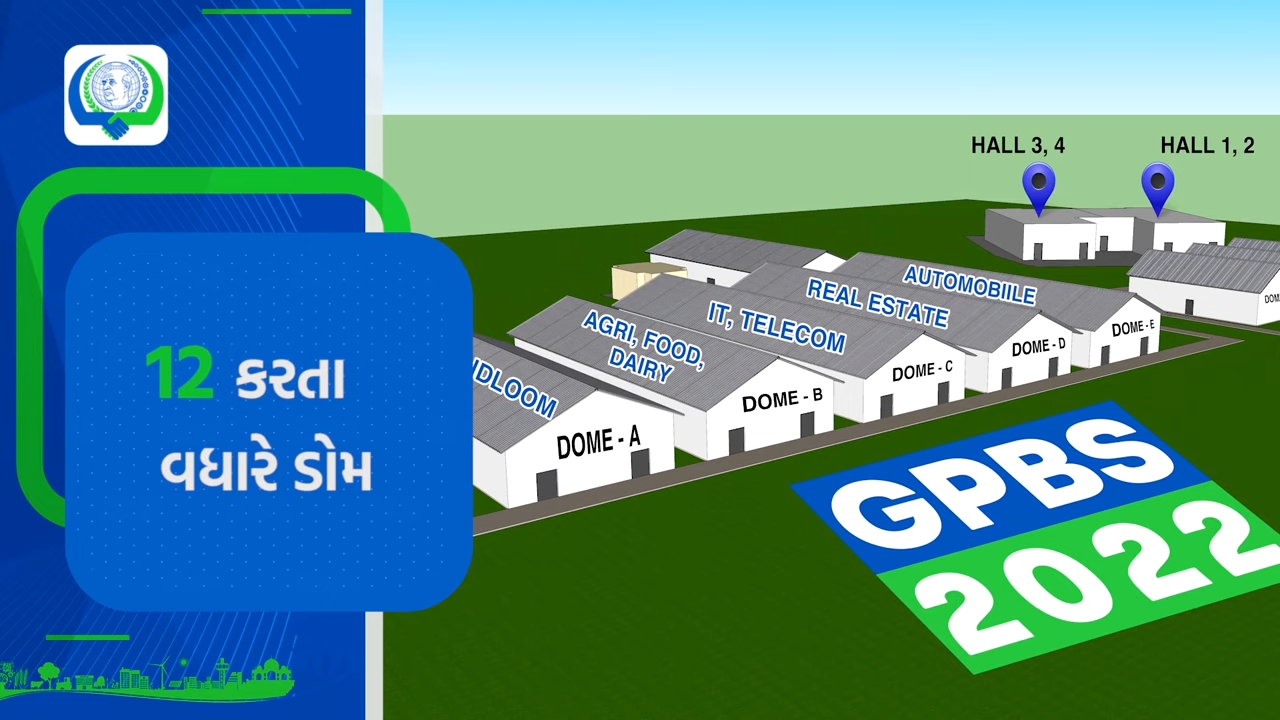 12 કરતા
વધારે ડોમ
HALL 3, 4
HALL 1, 2
AUTOMOBIILE
REAL ESTATE
IT, TELECOM
AGRI, FOOD,
DAIRY
DOME - E
DOME - D
DOME - C
DOME - B
DOME - A
GPBS
2022